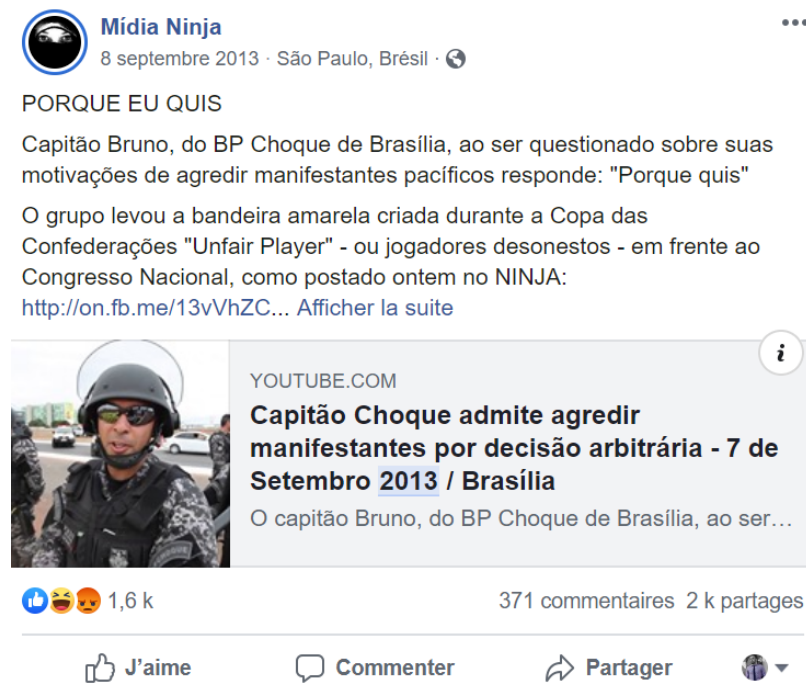 Mídia Ninja
8 septembre 2013 · São Paulo, Brésil ·
PORQUE EU QUIS
Capitão Bruno, do BP Choque de Brasília, ao ser questionado sobre suas
motivações de agredir manifestantes pacíficos responde: "Porque quis"
O grupo levou a bandeira amarela criada durante a Copa das
Confederações "Unfair Player" - ou jogadores desonestos - em frente ao
Congresso Nacional, como postado ontem no NINJA:
http://on.fb.me/13vVhZC... Afficher la suite
YOUTUBE.COM
Capitão Choque admite agredir
manifestantes por decisão arbitrária - 7 de
Setembro 2013 / Brasília
O capitão Bruno, do BP Choque de Brasília, ao ser...
1,6 k
371 commentaires 2 k partages
J'aime
Commenter
Partager